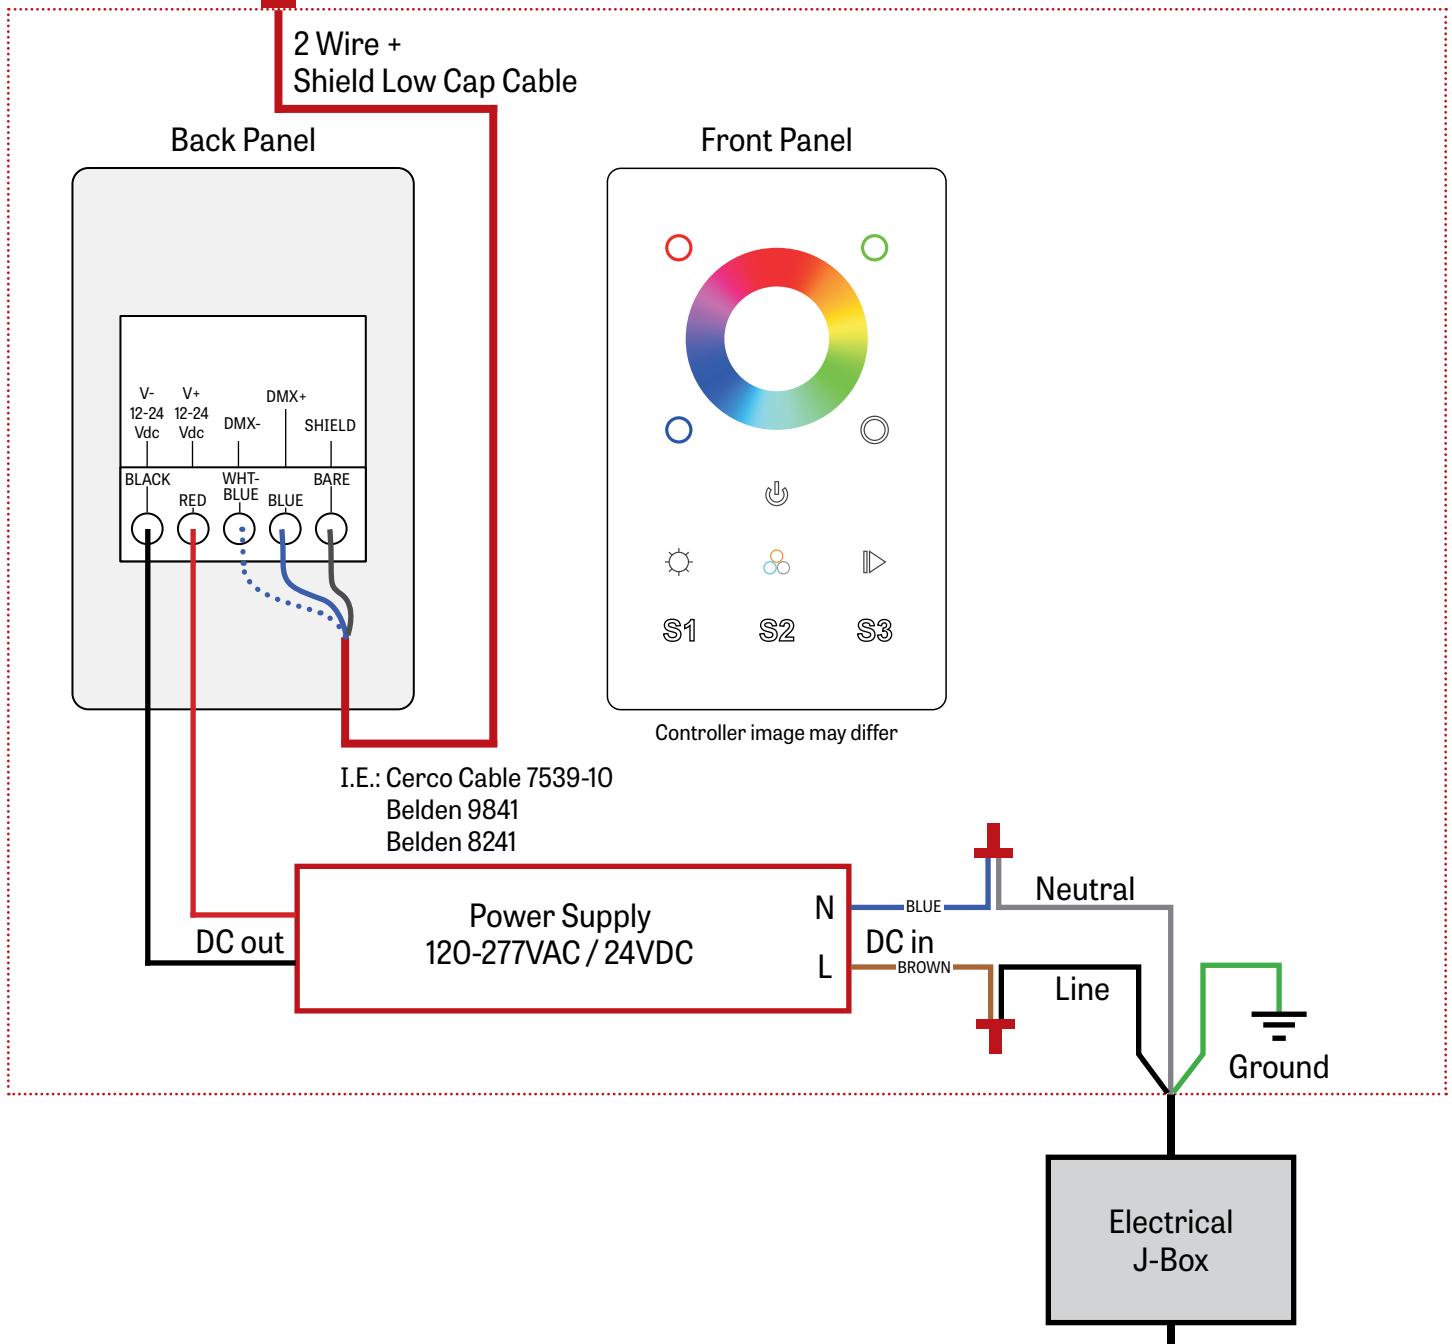 2 Wire +
Shield Low Cap Cable
Back Panel
Front Panel
V-
12-24
Vdc
V+
12-24
Vdc
DMX-
DMX+
SHIELD
BLACK
RED
WHT-
BLUE
BLUE
BARE
S1
S2
S3
Controller image may differ
I.E.: Cerco Cable 7539-10
Belden 9841
Belden 8241
Power Supply
120-277VAC / 24VDC
DC out
N
L
DC in
BLUE
BROWN
Neutral
Line
Ground
Electrical
J-Box